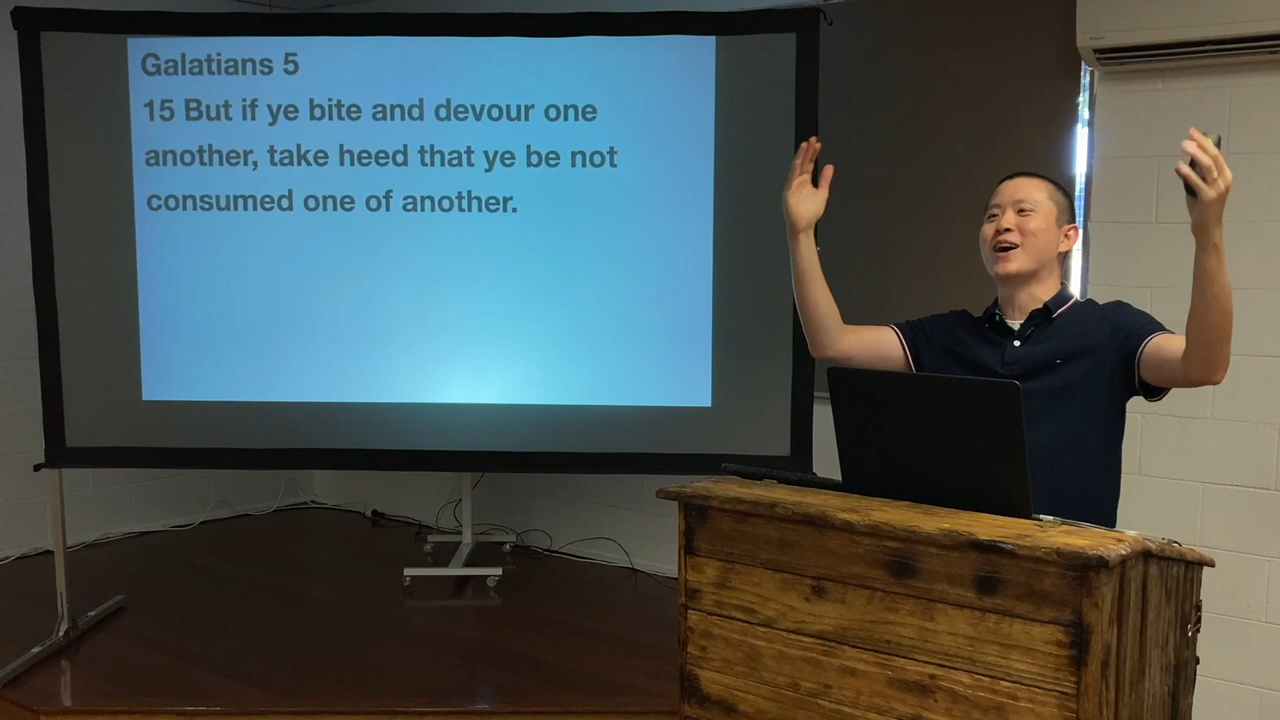 Galatians 5
15 But if ye bite and devour one
another, take heed that ye be not
consumed one of another.